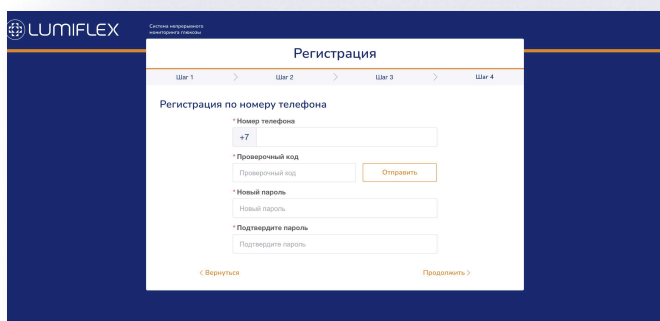 LUMIFLEX
Система непрерывного
мониторинга глюкозы
Регистрация
Шаг 1 > Шаг 2 > Шаг 3 > Шаг 4
Регистрация по номеру телефона
* Номер телефона
+7
* Проверочный код
Проверочный код Отправить
* Новый пароль
Новый пароль
* Подтвердите пароль
Подтвердите пароль
< Вернуться Продолжить >